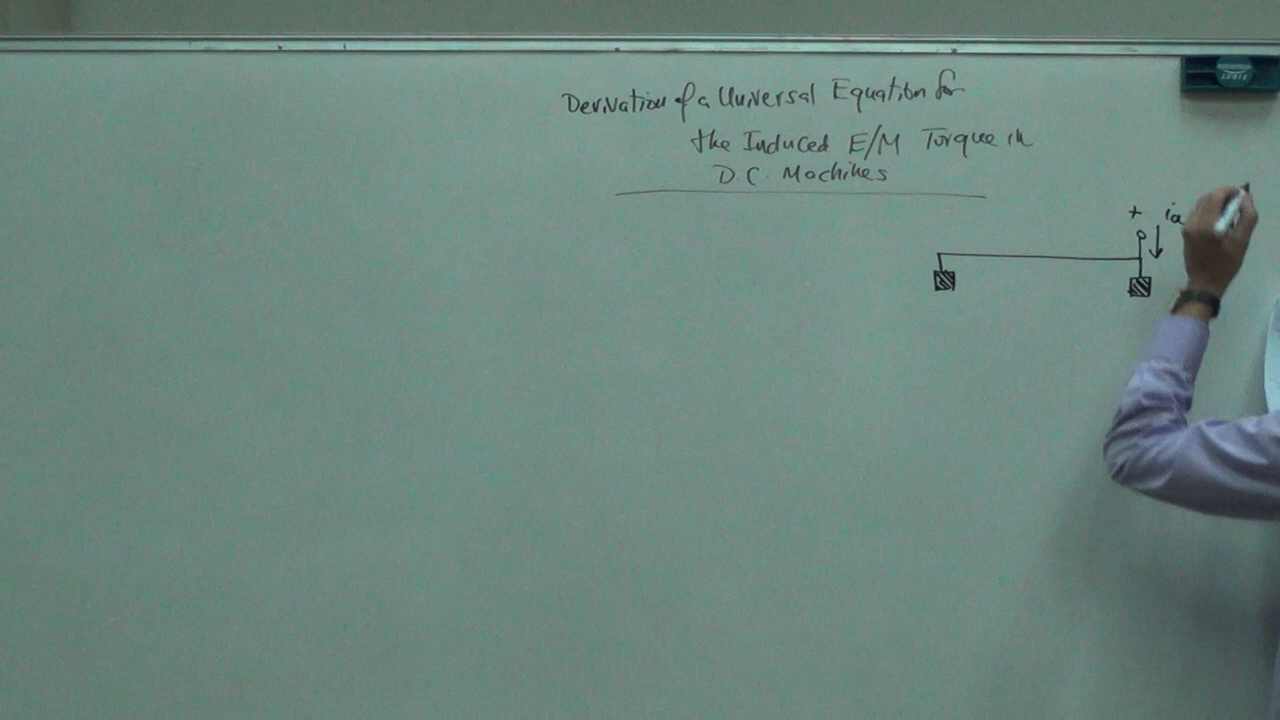 Derivation of a Universal Equation for
the Induced E/M Torque in
D.C. Machines
+ ia